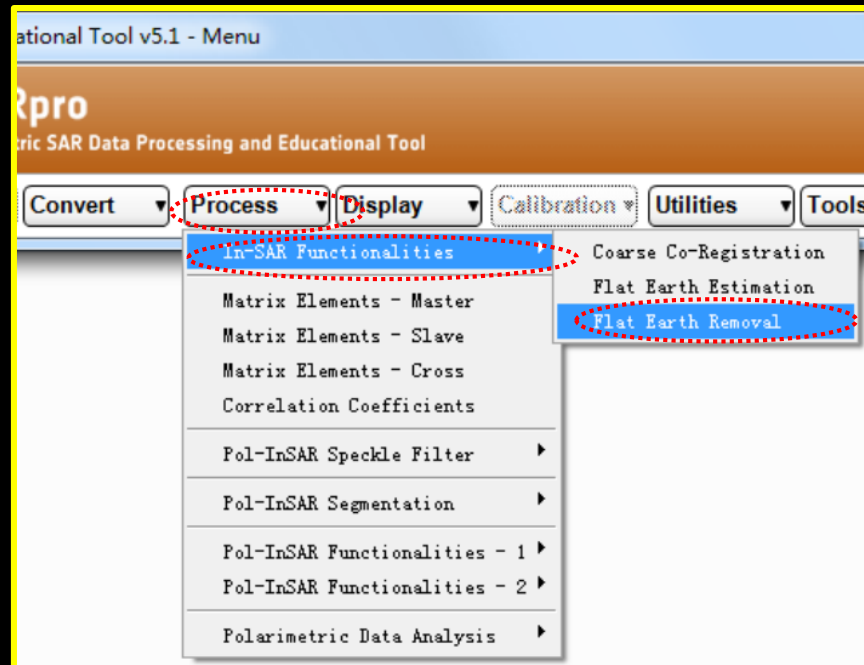 ational Tool v5.1 - Menu
Rpro
tric SAR Data Processing and Educational Tool
Convert Process Display Calibration Utilities Tools
In-SAR Functionalities
Coarse Co-Registration
Flat Earth Estimation
Flat Earth Removal
Matrix Elements - Master
Matrix Elements - Slave
Matrix Elements - Cross
Correlation Coefficients
Pol-InSAR Speckle Filter
Pol-InSAR Segmentation
Pol-InSAR Functionalities - 1
Pol-InSAR Functionalities - 2
Polarimetric Data Analysis